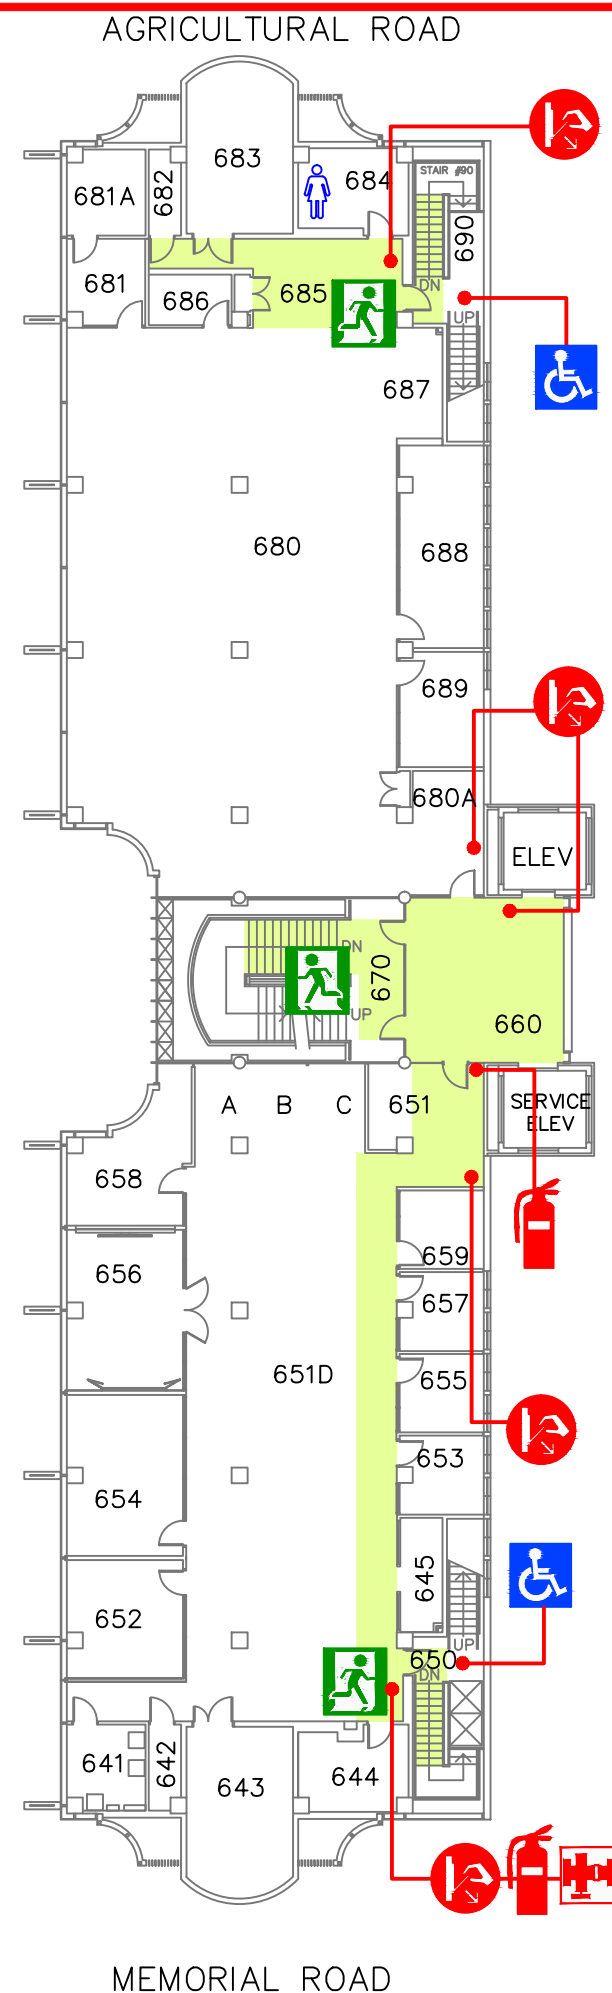 AGRICULTURAL ROAD
683
684
STAIR #90
681A
682
690
681
686
685
DN
UP
687
680
688
689
680A
ELEV
DN
670
UP
660
A B C 651
SERVICE
ELEV
658
659
656
657
651D
655
653
654
645
652
UP
650
DN
641
642
643
644
MEMORIAL ROAD